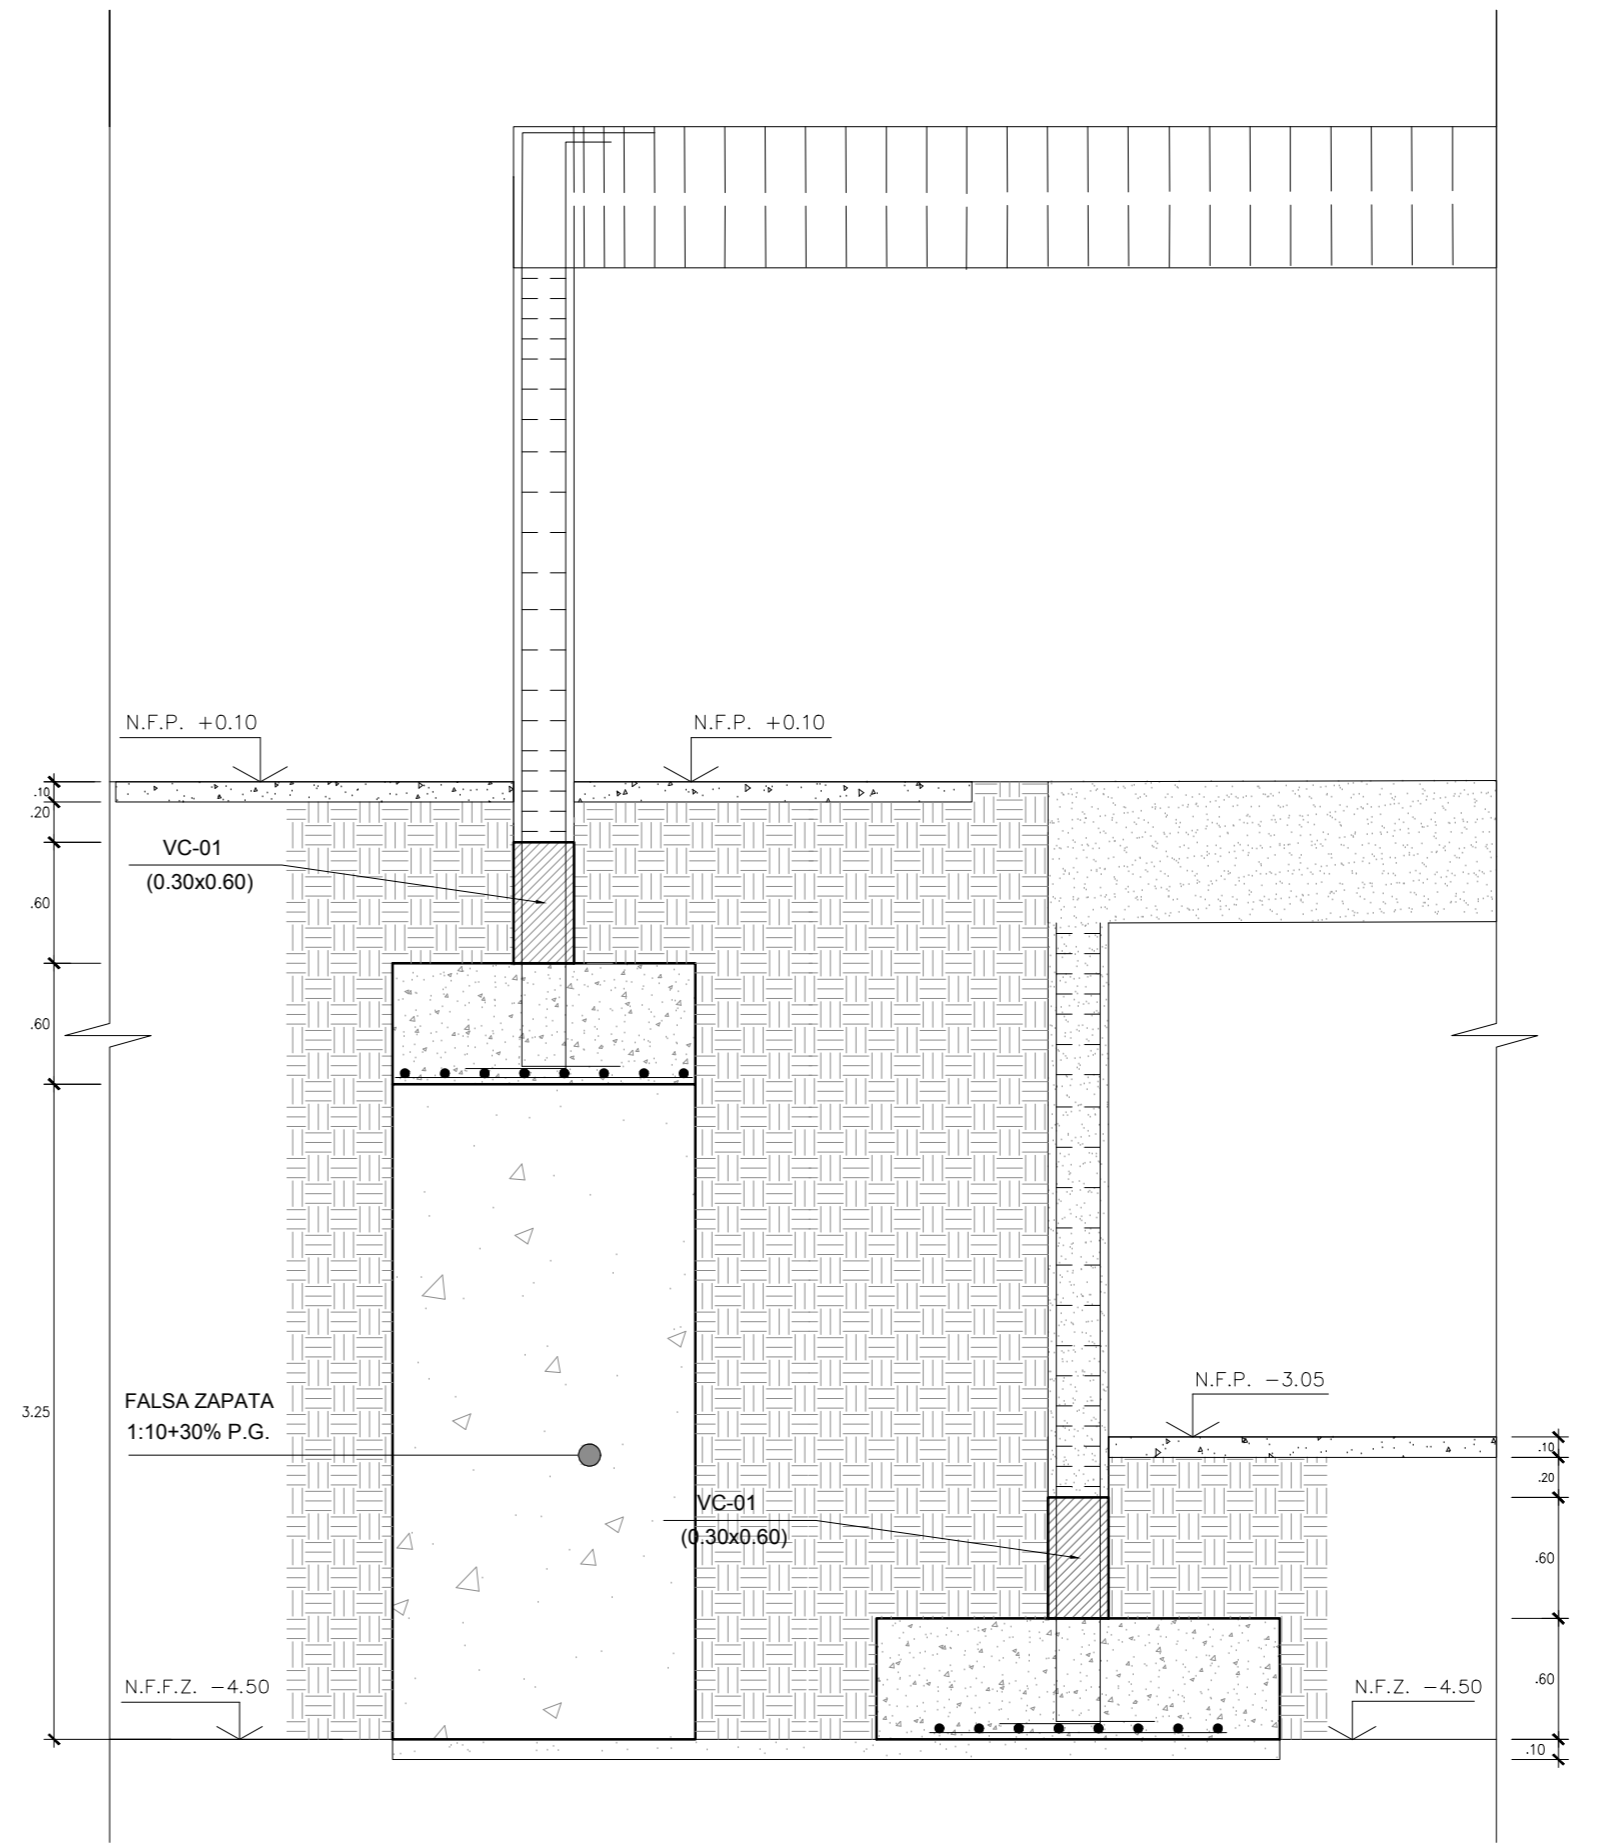 N.F.P. +0.10
N.F.P. +0.10
.10
.20
VC-01
(0.30x0.60)
.60
.60
N.F.P. -3.05
FALSA ZAPATA
1:10+30% P.G.
3.25
.10
.20
VC-01
(0.30x0.60)
.60
.60
N.F.F.Z. -4.50
N.F.Z. -4.50
.10